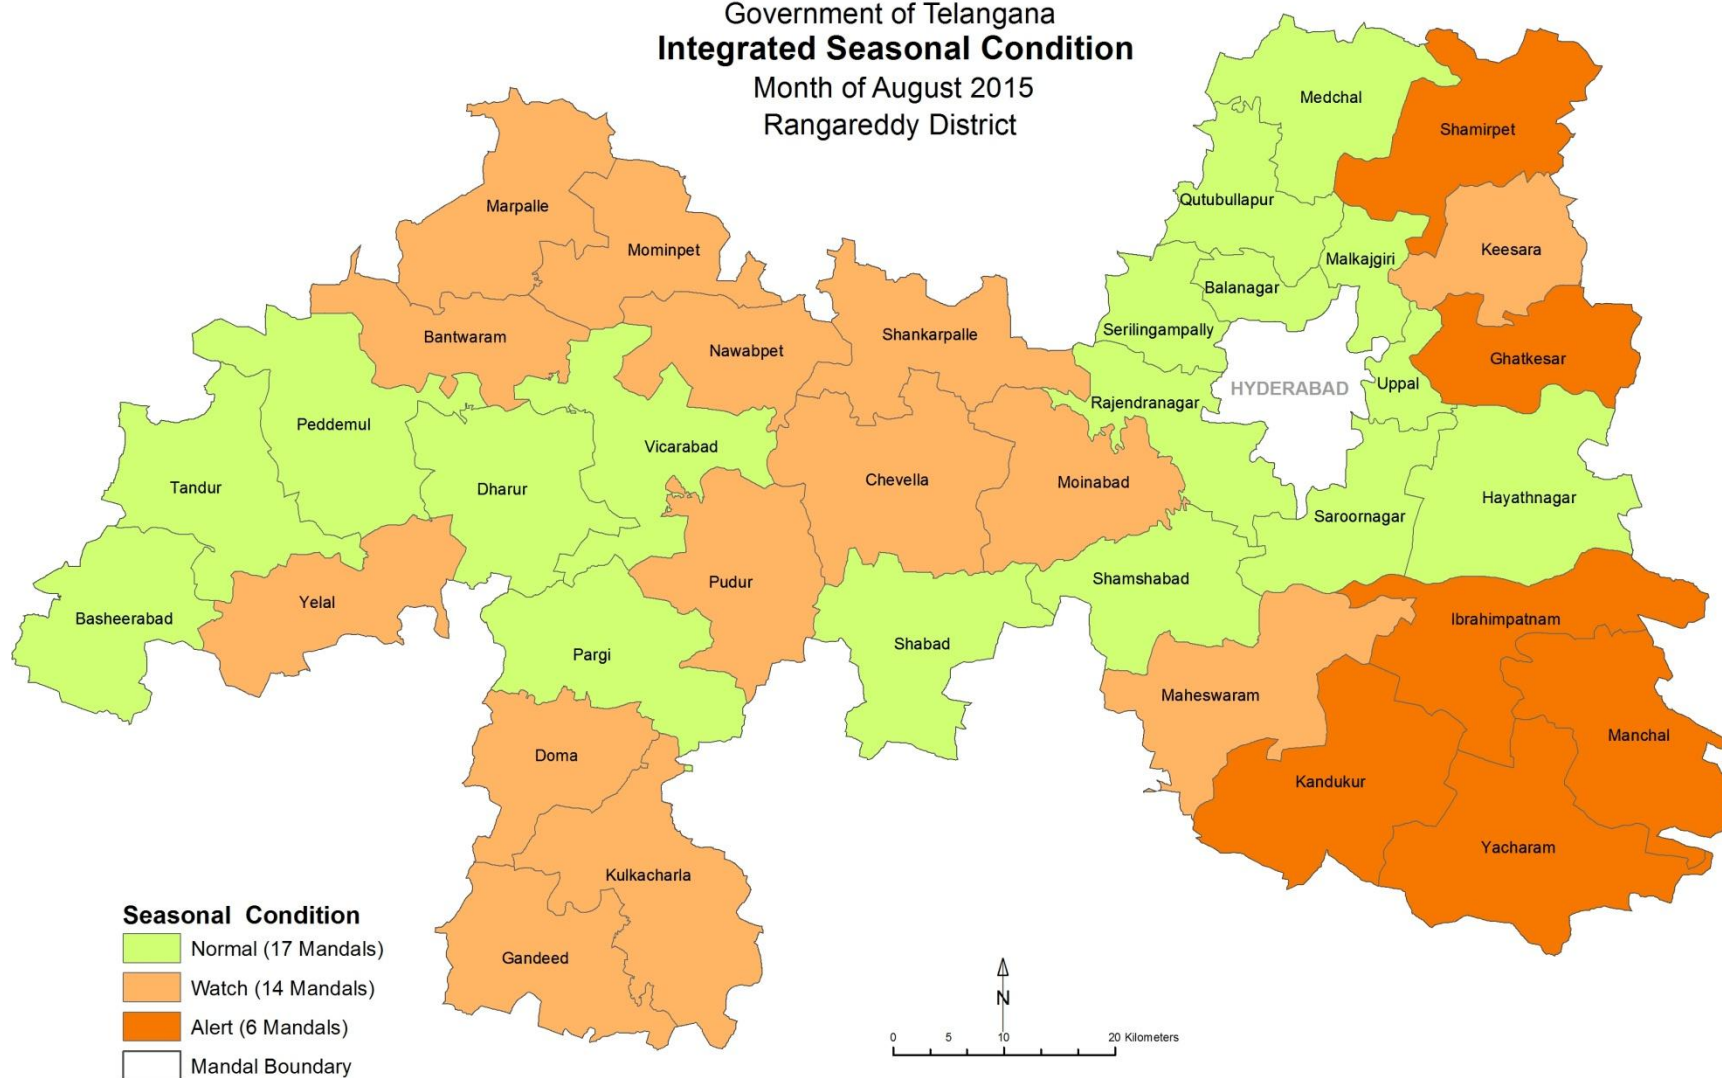 Government of Telangana
Integrated Seasonal Condition
Month of August 2015
Rangareddy District
Medchal
Shamirpet
Marpalle
Qutubullapur
Mominpet
Keesara
Malkajgiri
Balanagar
Serilingampally
Shankarpalle
Bantwaram
Nawabpet
Ghatkesar
HYDERABAD
Uppal
Rajendranagar
Peddemul
Vicarabad
Tandur
Dharur
Chevella
Moinabad
Hayathnagar
Saroornagar
Pudur
Shamshabad
Yelal
Basheerabad
Ibrahimpatnam
Shabad
Pargi
Maheswaram
Manchal
Doma
Kandukur
Yacharam
Kulkacharla
Gandeed
Seasonal Condition
Normal (17 Mandals)
Watch (14 Mandals)
Alert (6 Mandals)
Mandal Boundary
N
0 5 10 20 Kilometers